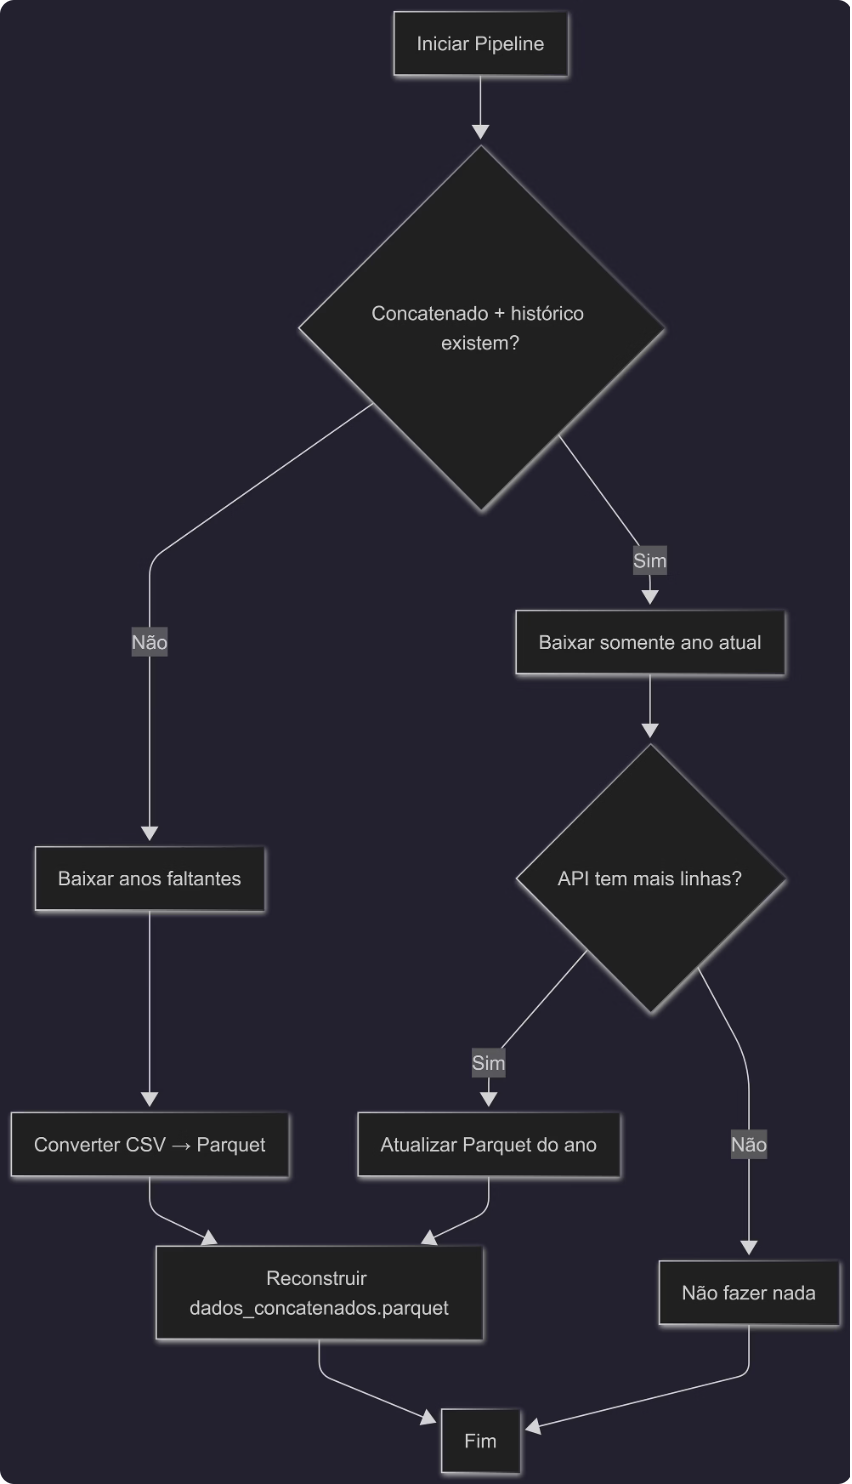 Iniciar Pipeline
Concatenado + histórico
existem?
Sim
Não
Baixar somente ano atual
Baixar anos faltantes
API tem mais linhas?
Sim
Não
Converter CSV → Parquet
Atualizar Parquet do ano
Reconstruir
dados_concatenados.parquet
Não fazer nada
Fim